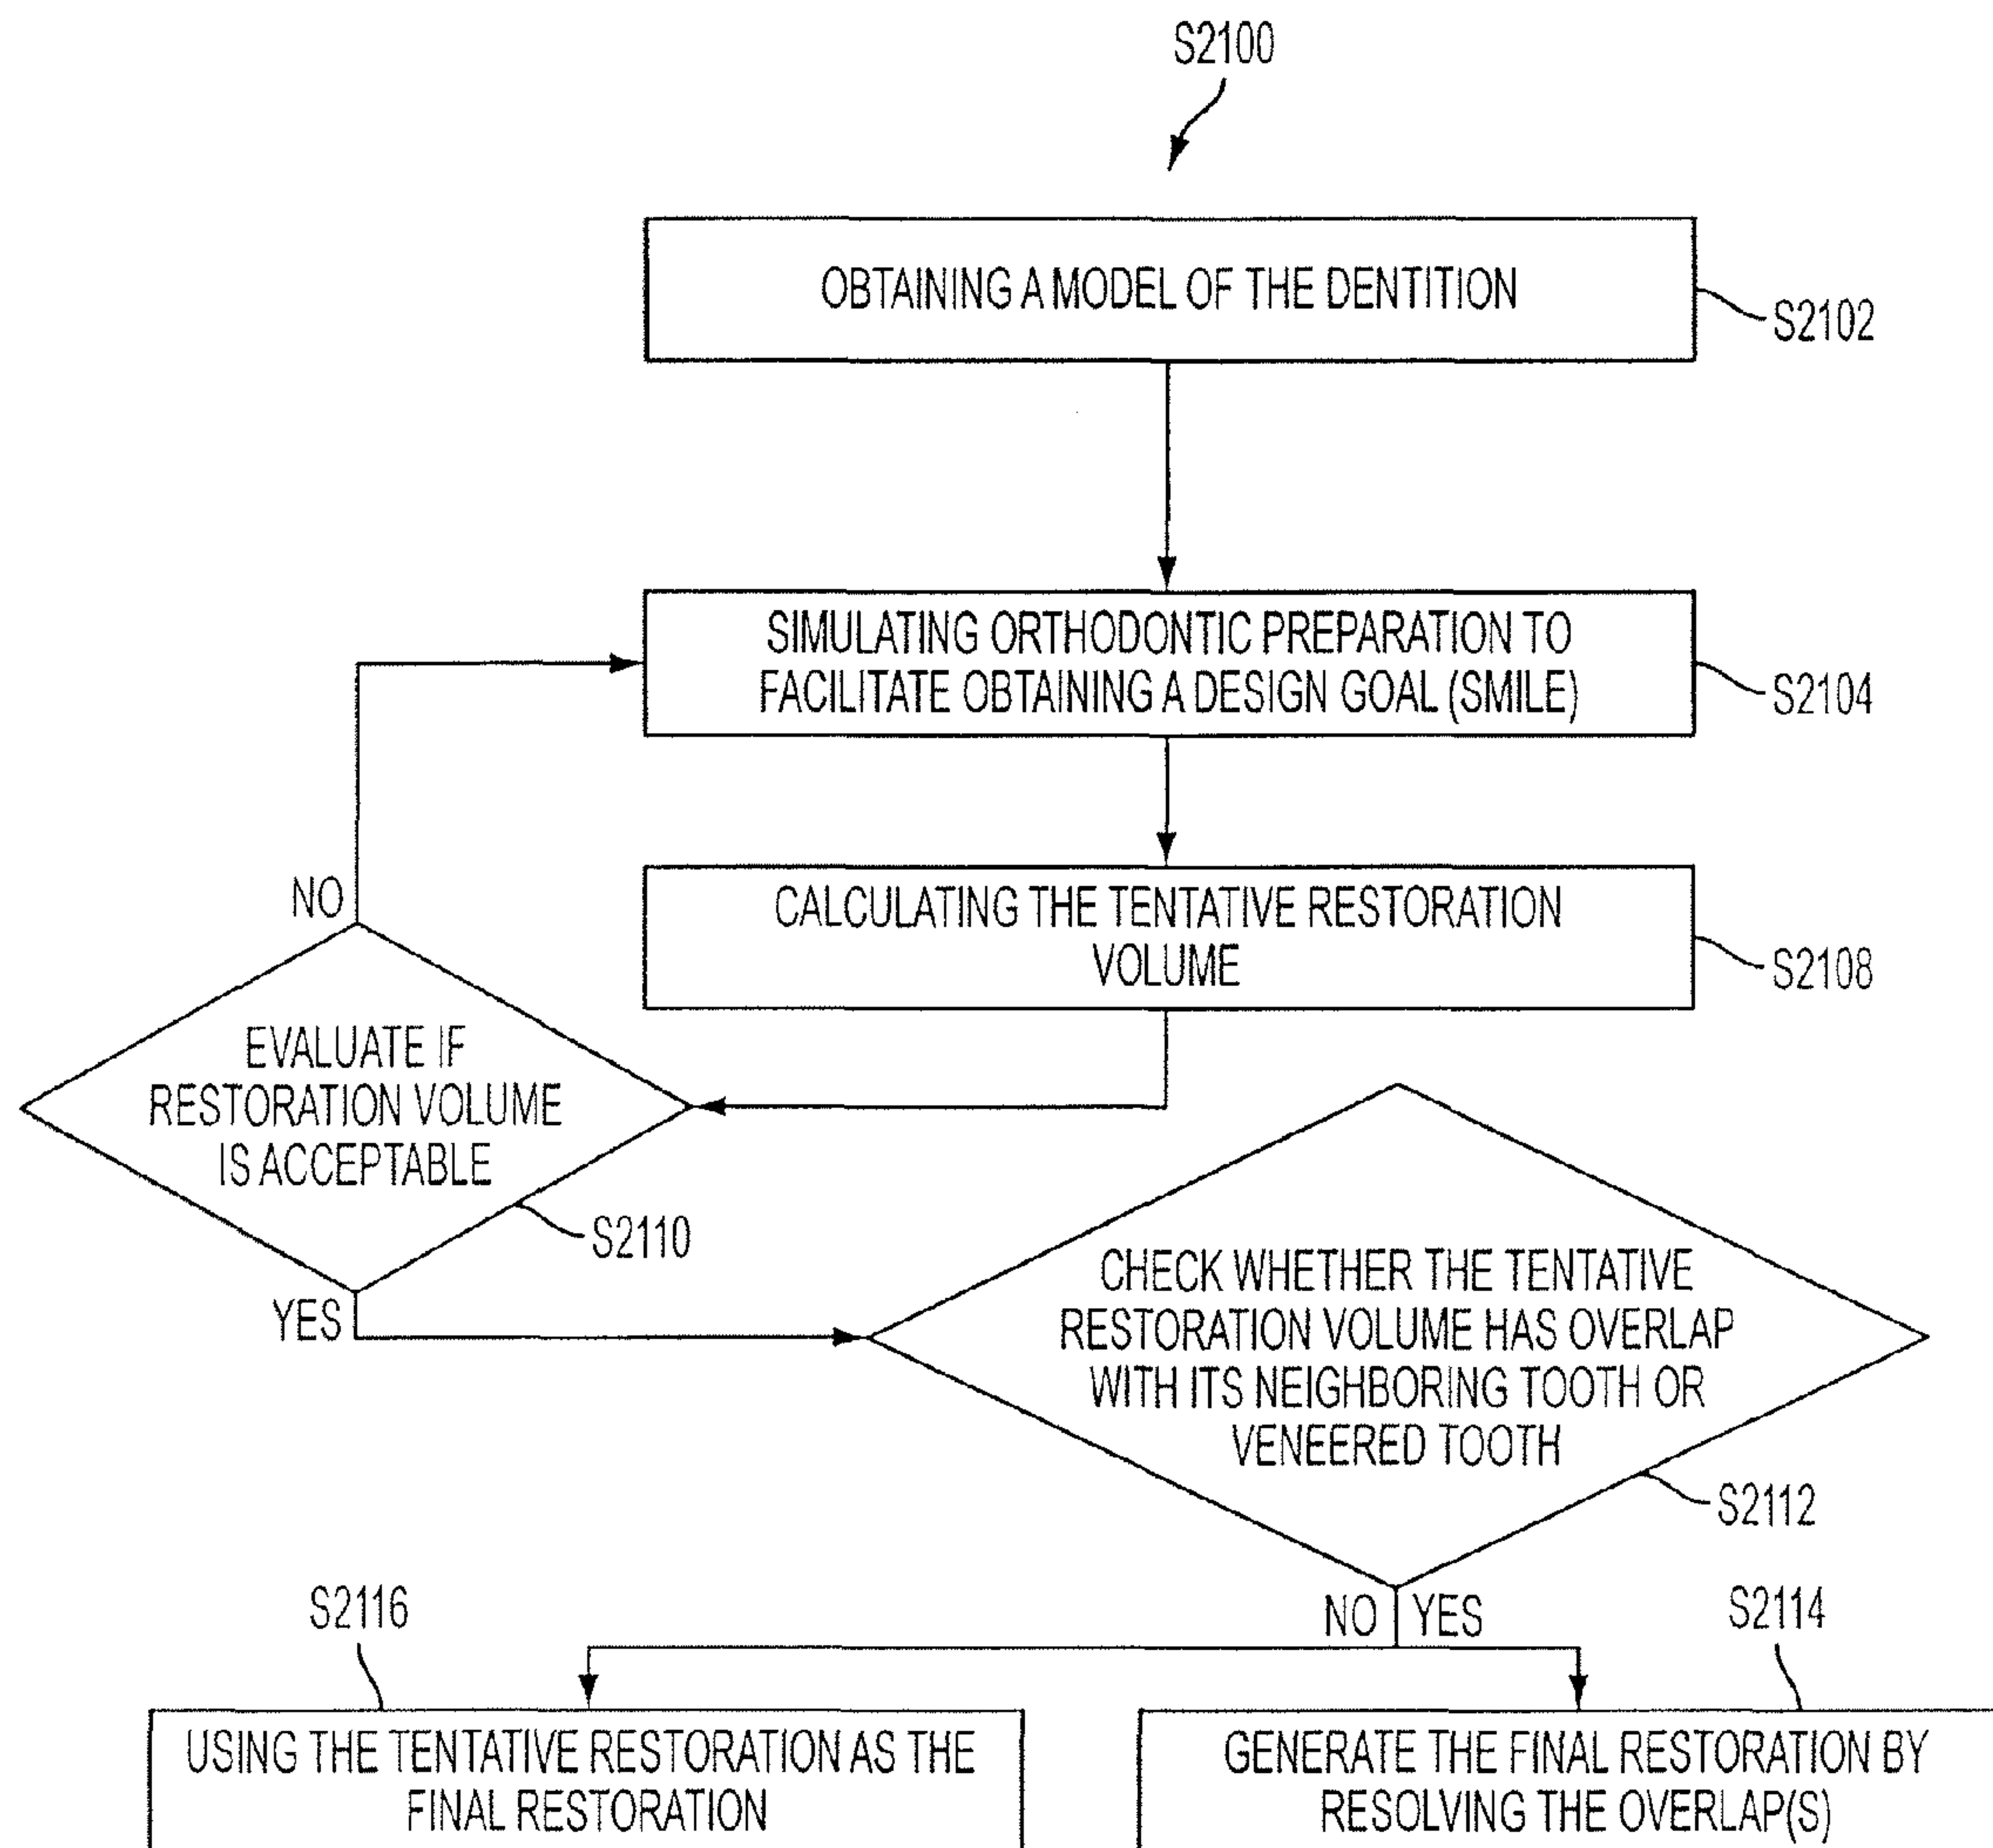 S2100
OBTAINING A MODEL OF THE DENTITION
S2102
SIMULATING ORTHODONTIC PREPARATION TO
FACILITATE OBTAINING A DESIGN GOAL (SMILE)
S2104
CALCULATING THE TENTATIVE RESTORATION
VOLUME
S2108
NO
EVALUATE IF
RESTORATION VOLUME
IS ACCEPTABLE
S2110
YES
CHECK WHETHER THE TENTATIVE
RESTORATION VOLUME HAS OVERLAP
WITH ITS NEIGHBORING TOOTH OR
VENEERED TOOTH
S2112
NO
YES
S2116
USING THE TENTATIVE RESTORATION AS THE
FINAL RESTORATION
S2114
GENERATE THE FINAL RESTORATION BY
RESOLVING THE OVERLAP(S)